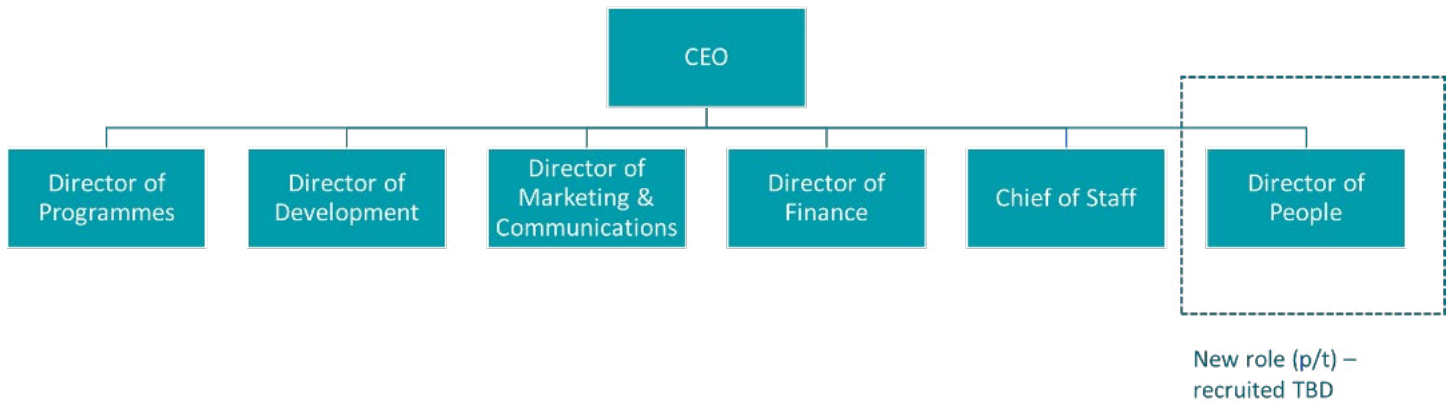 CEO
Director of
Programmes
Director of
Development
Director of
Marketing &
Communications
Director of
Finance
Chief of Staff
Director of
People
New role (p/t) –
recruited TBD